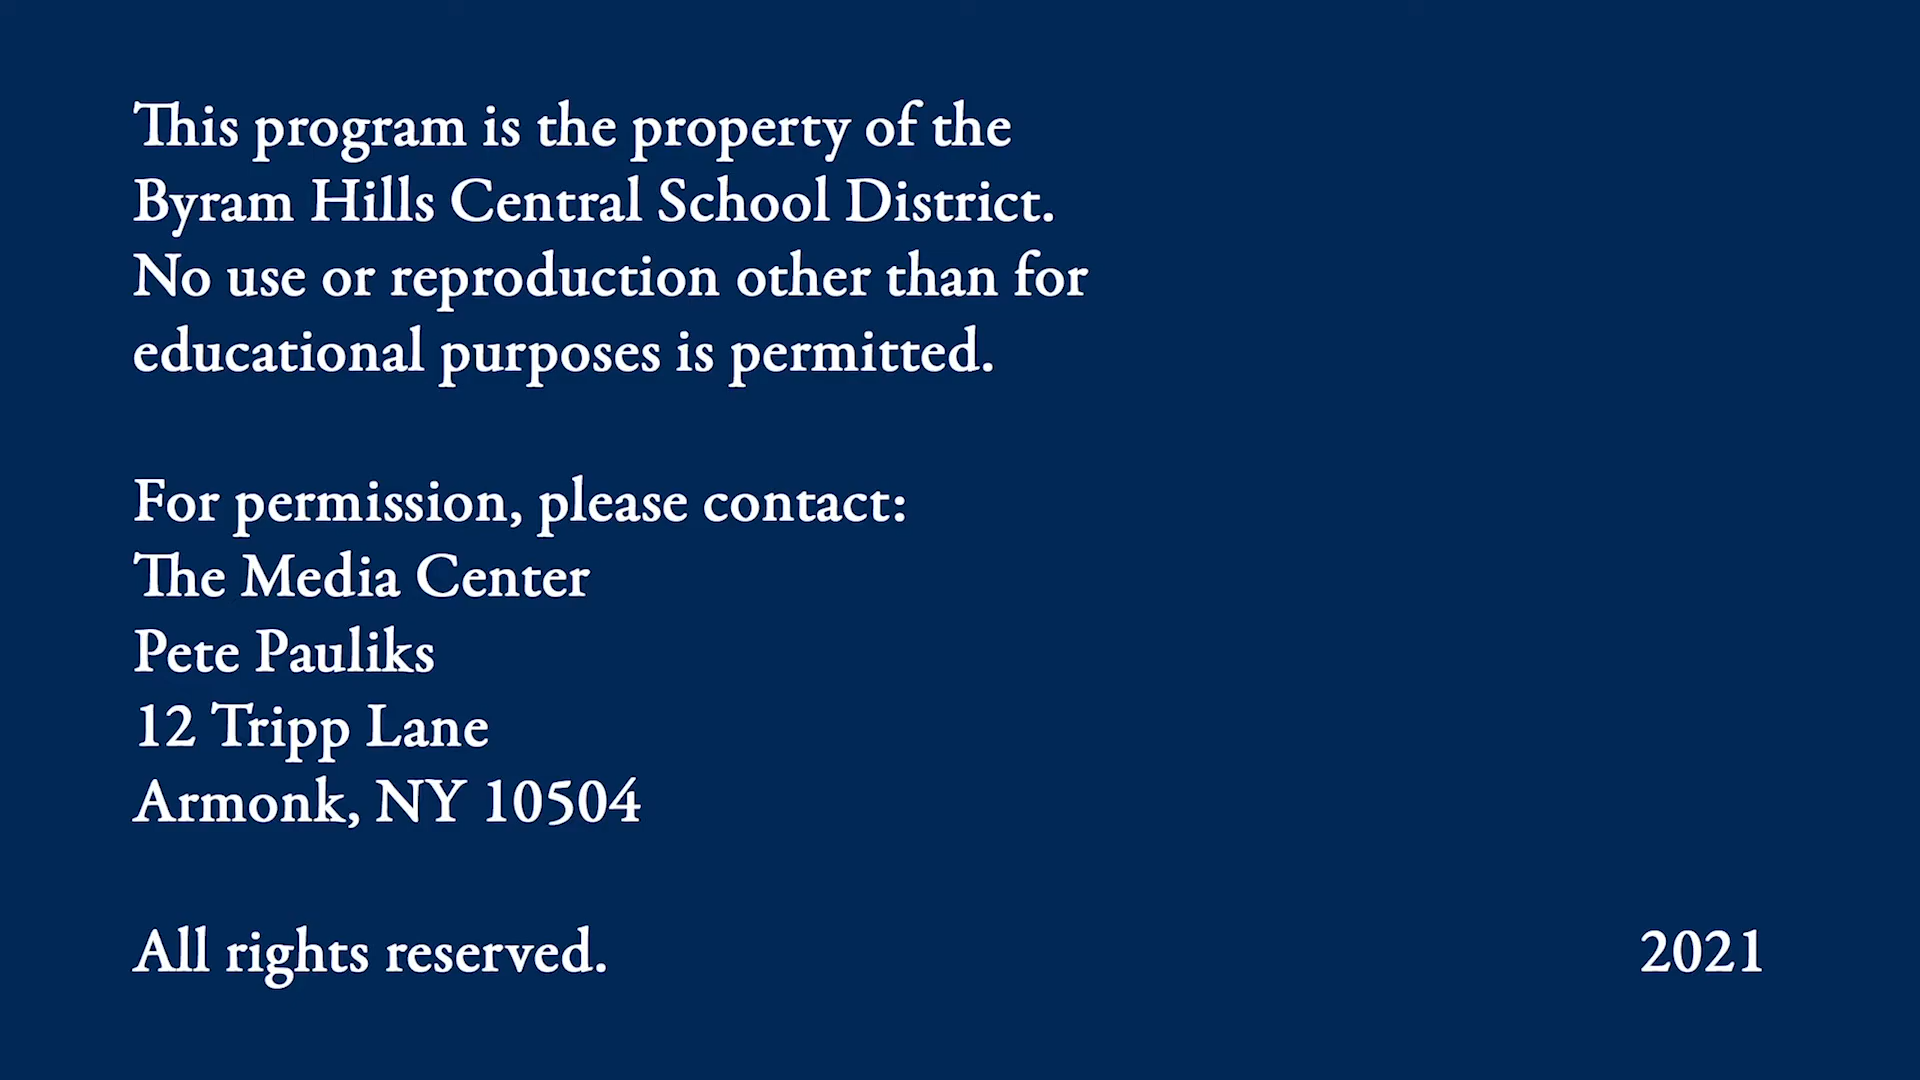 This program is the property of the
Byram Hills Central School District.
No use or reproduction other than for
educational purposes is permitted.
For permission, please contact:
The Media Center
Pete Pauliks
12 Tripp Lane
Armonk, NY 10504
All rights reserved.
2021